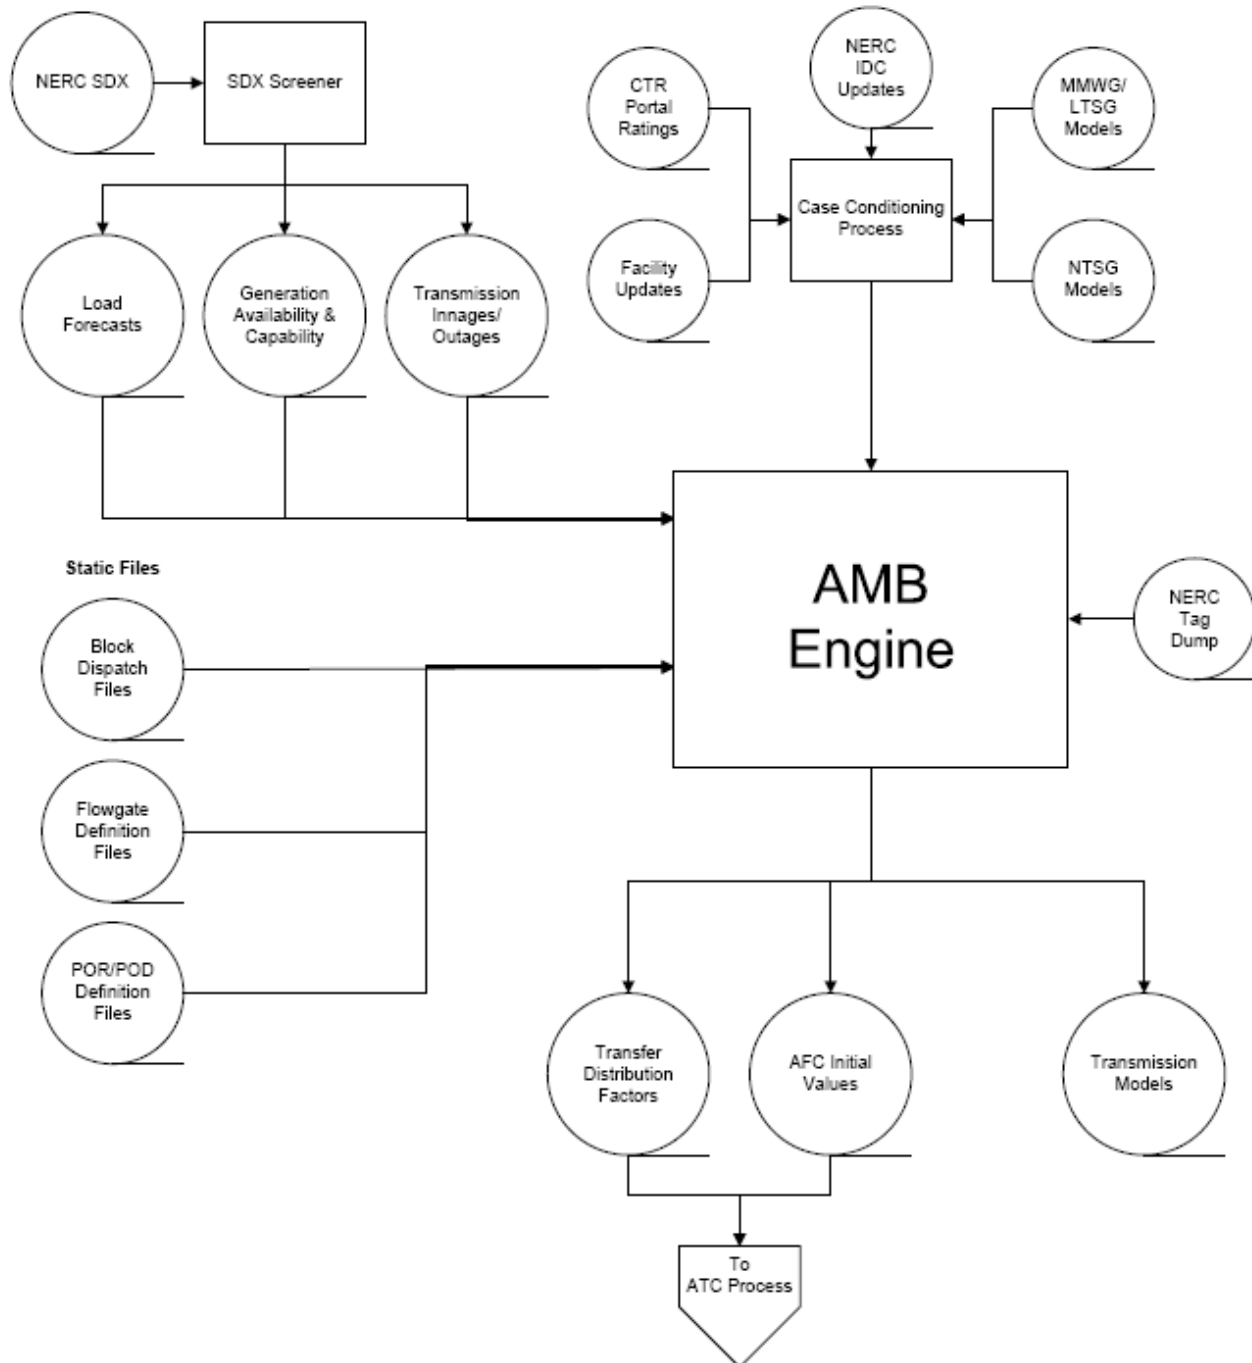 NERC SDX
SDX Screener
CTR
Portal
Ratings
NERC
IDC
Updates
MMWG/
LTSG
Models
Case Conditioning
Process
Facility
Updates
NTSG
Models
Load
Forecasts
Generation
Availability &
Capability
Transmission
Innages/
Outages
Static Files
AMB
Engine
NERC
Tag
Dump
Block
Dispatch
Files
Flowgate
Definition
Files
POR/POD
Definition
Files
Transfer
Distribution
Factors
AFC Initial
Values
Transmission
Models
To
ATC Process